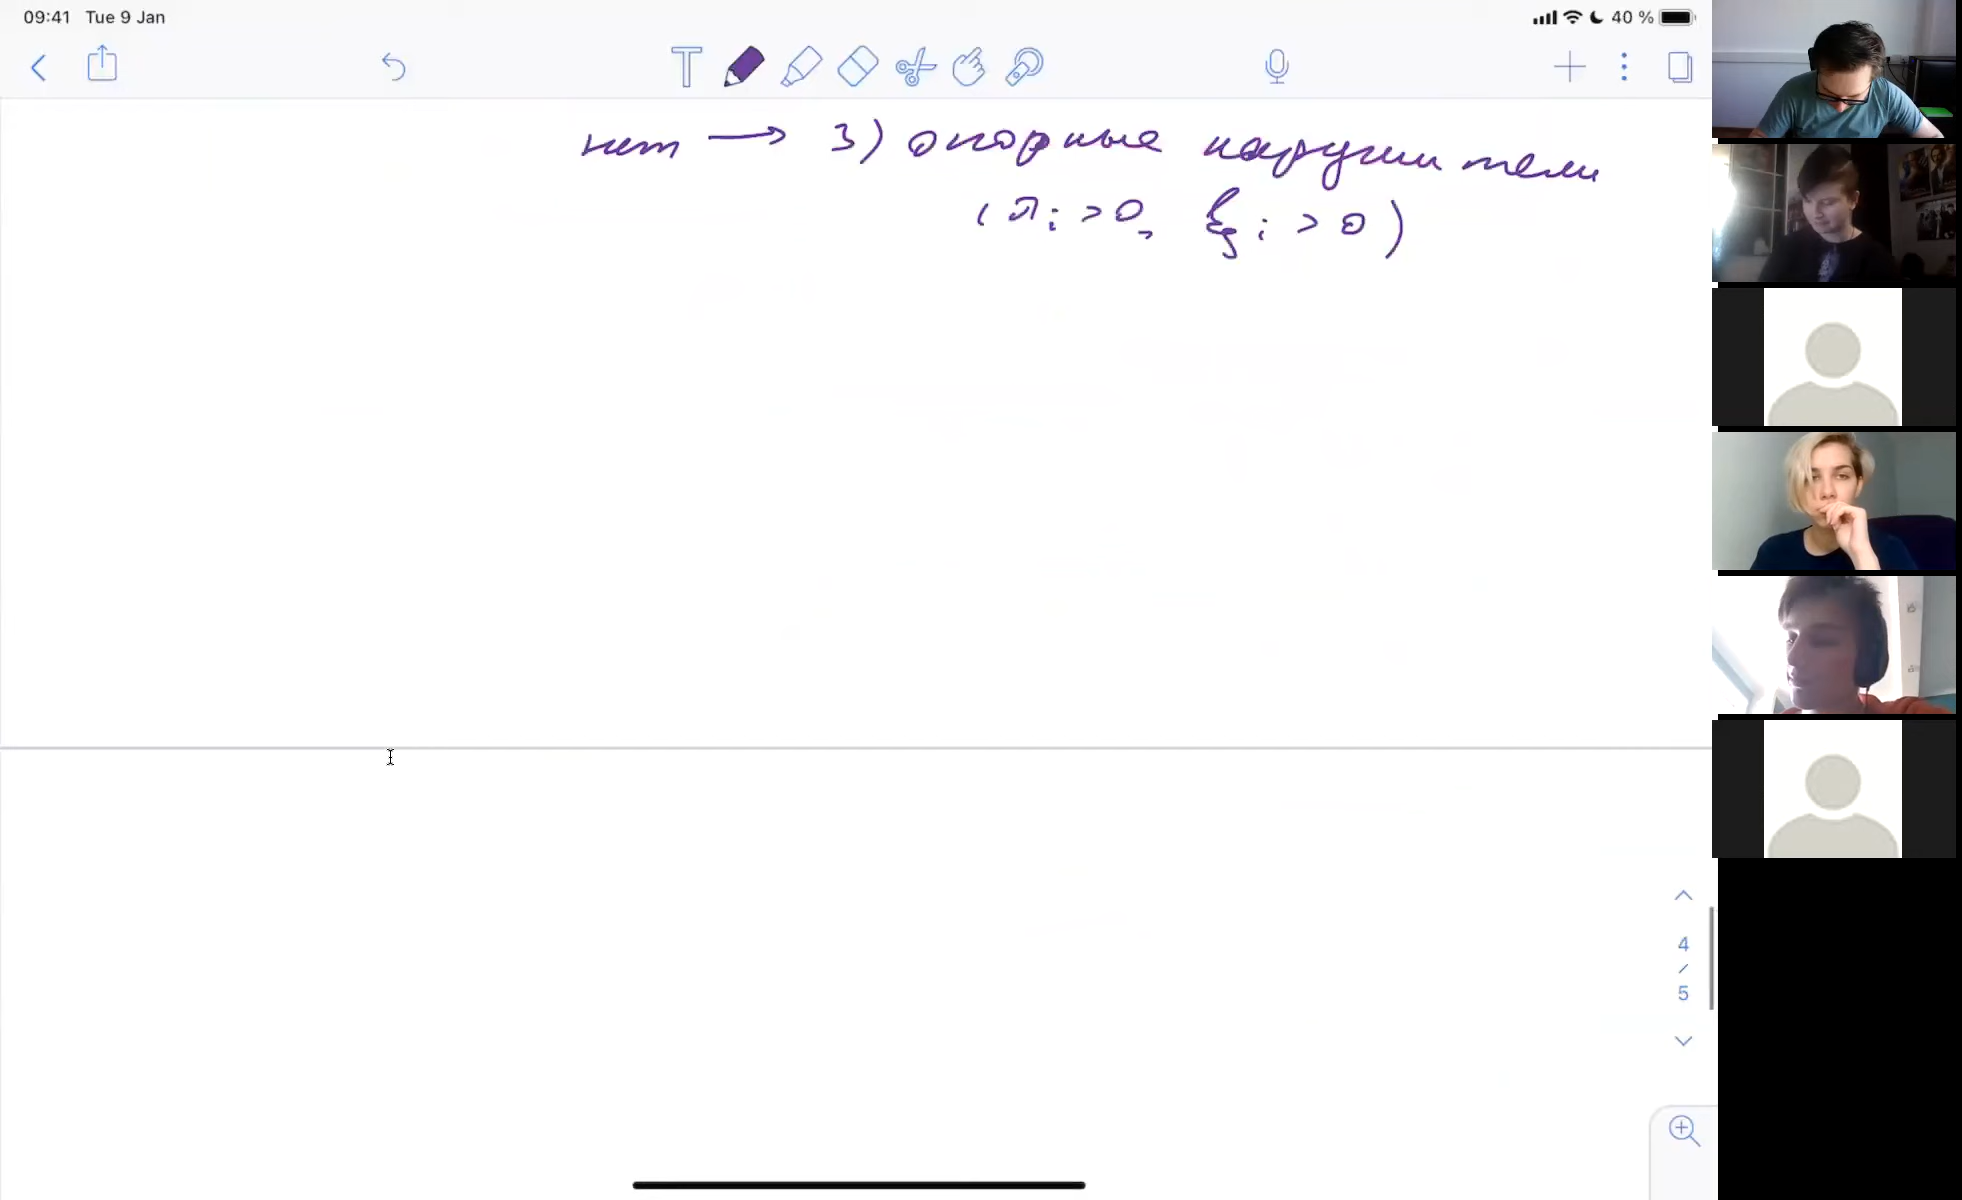 09:41 Tue 9 Jan
40 %
нет → 3) опорные нарушители
(λi > 0, ξi > 0)
4
/
5